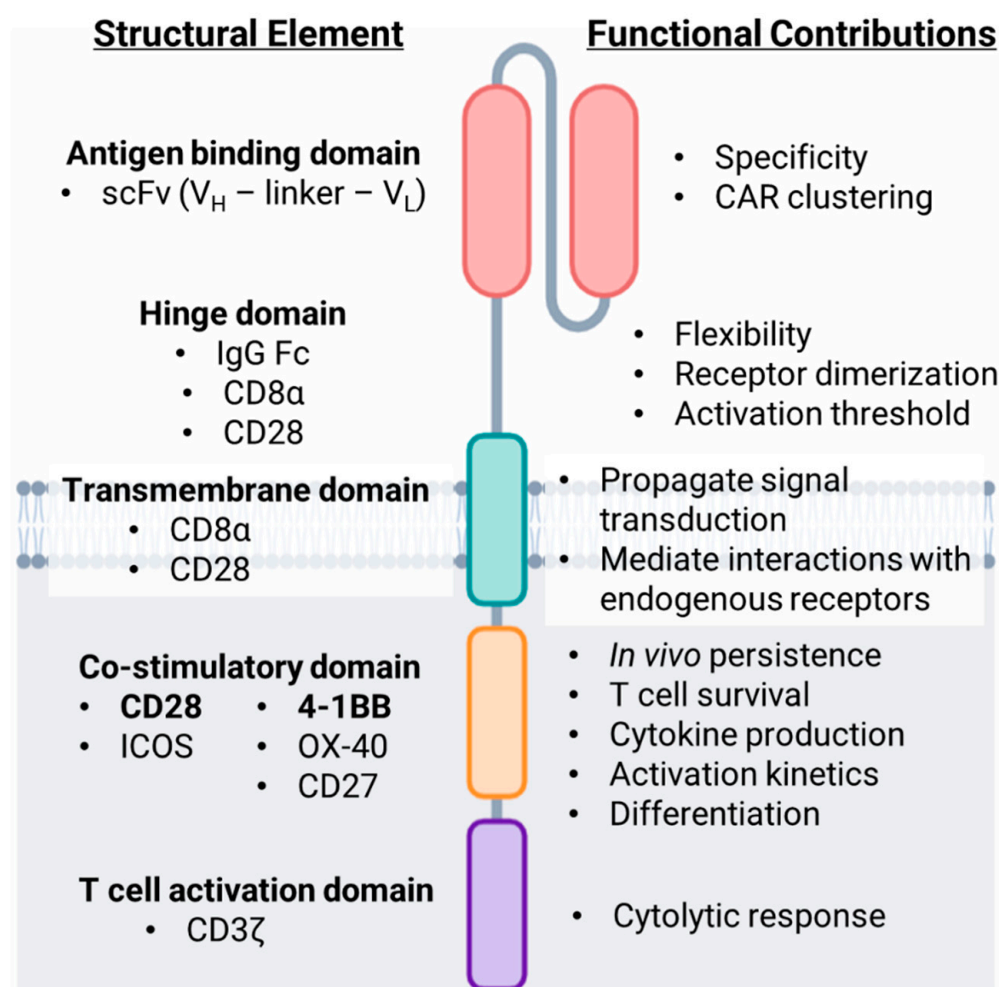 Structural Element
Functional Contributions
Antigen binding domain
• scFv (VH – linker – VL)
• Specificity
• CAR clustering
Hinge domain
• IgG Fc
• CD8α
• CD28
• Flexibility
• Receptor dimerization
• Activation threshold
Transmembrane domain
• CD8α
• CD28
• Propagate signal
transduction
• Mediate interactions with
endogenous receptors
Co-stimulatory domain
• CD28 • 4-1BB
• ICOS • OX-40
• CD27
• In vivo persistence
• T cell survival
• Cytokine production
• Activation kinetics
• Differentiation
T cell activation domain
• CD3ζ
• Cytolytic response